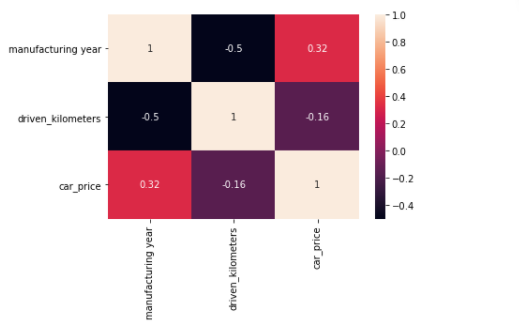 manufacturing year
1
-0.5
0.32
driven_kilometers
-0.5
1
-0.16
car_price
0.32
-0.16
1
manufacturing year
driven_kilometers
car_price
1.0
0.8
0.6
0.4
0.2
0.0
−0.2
−0.4